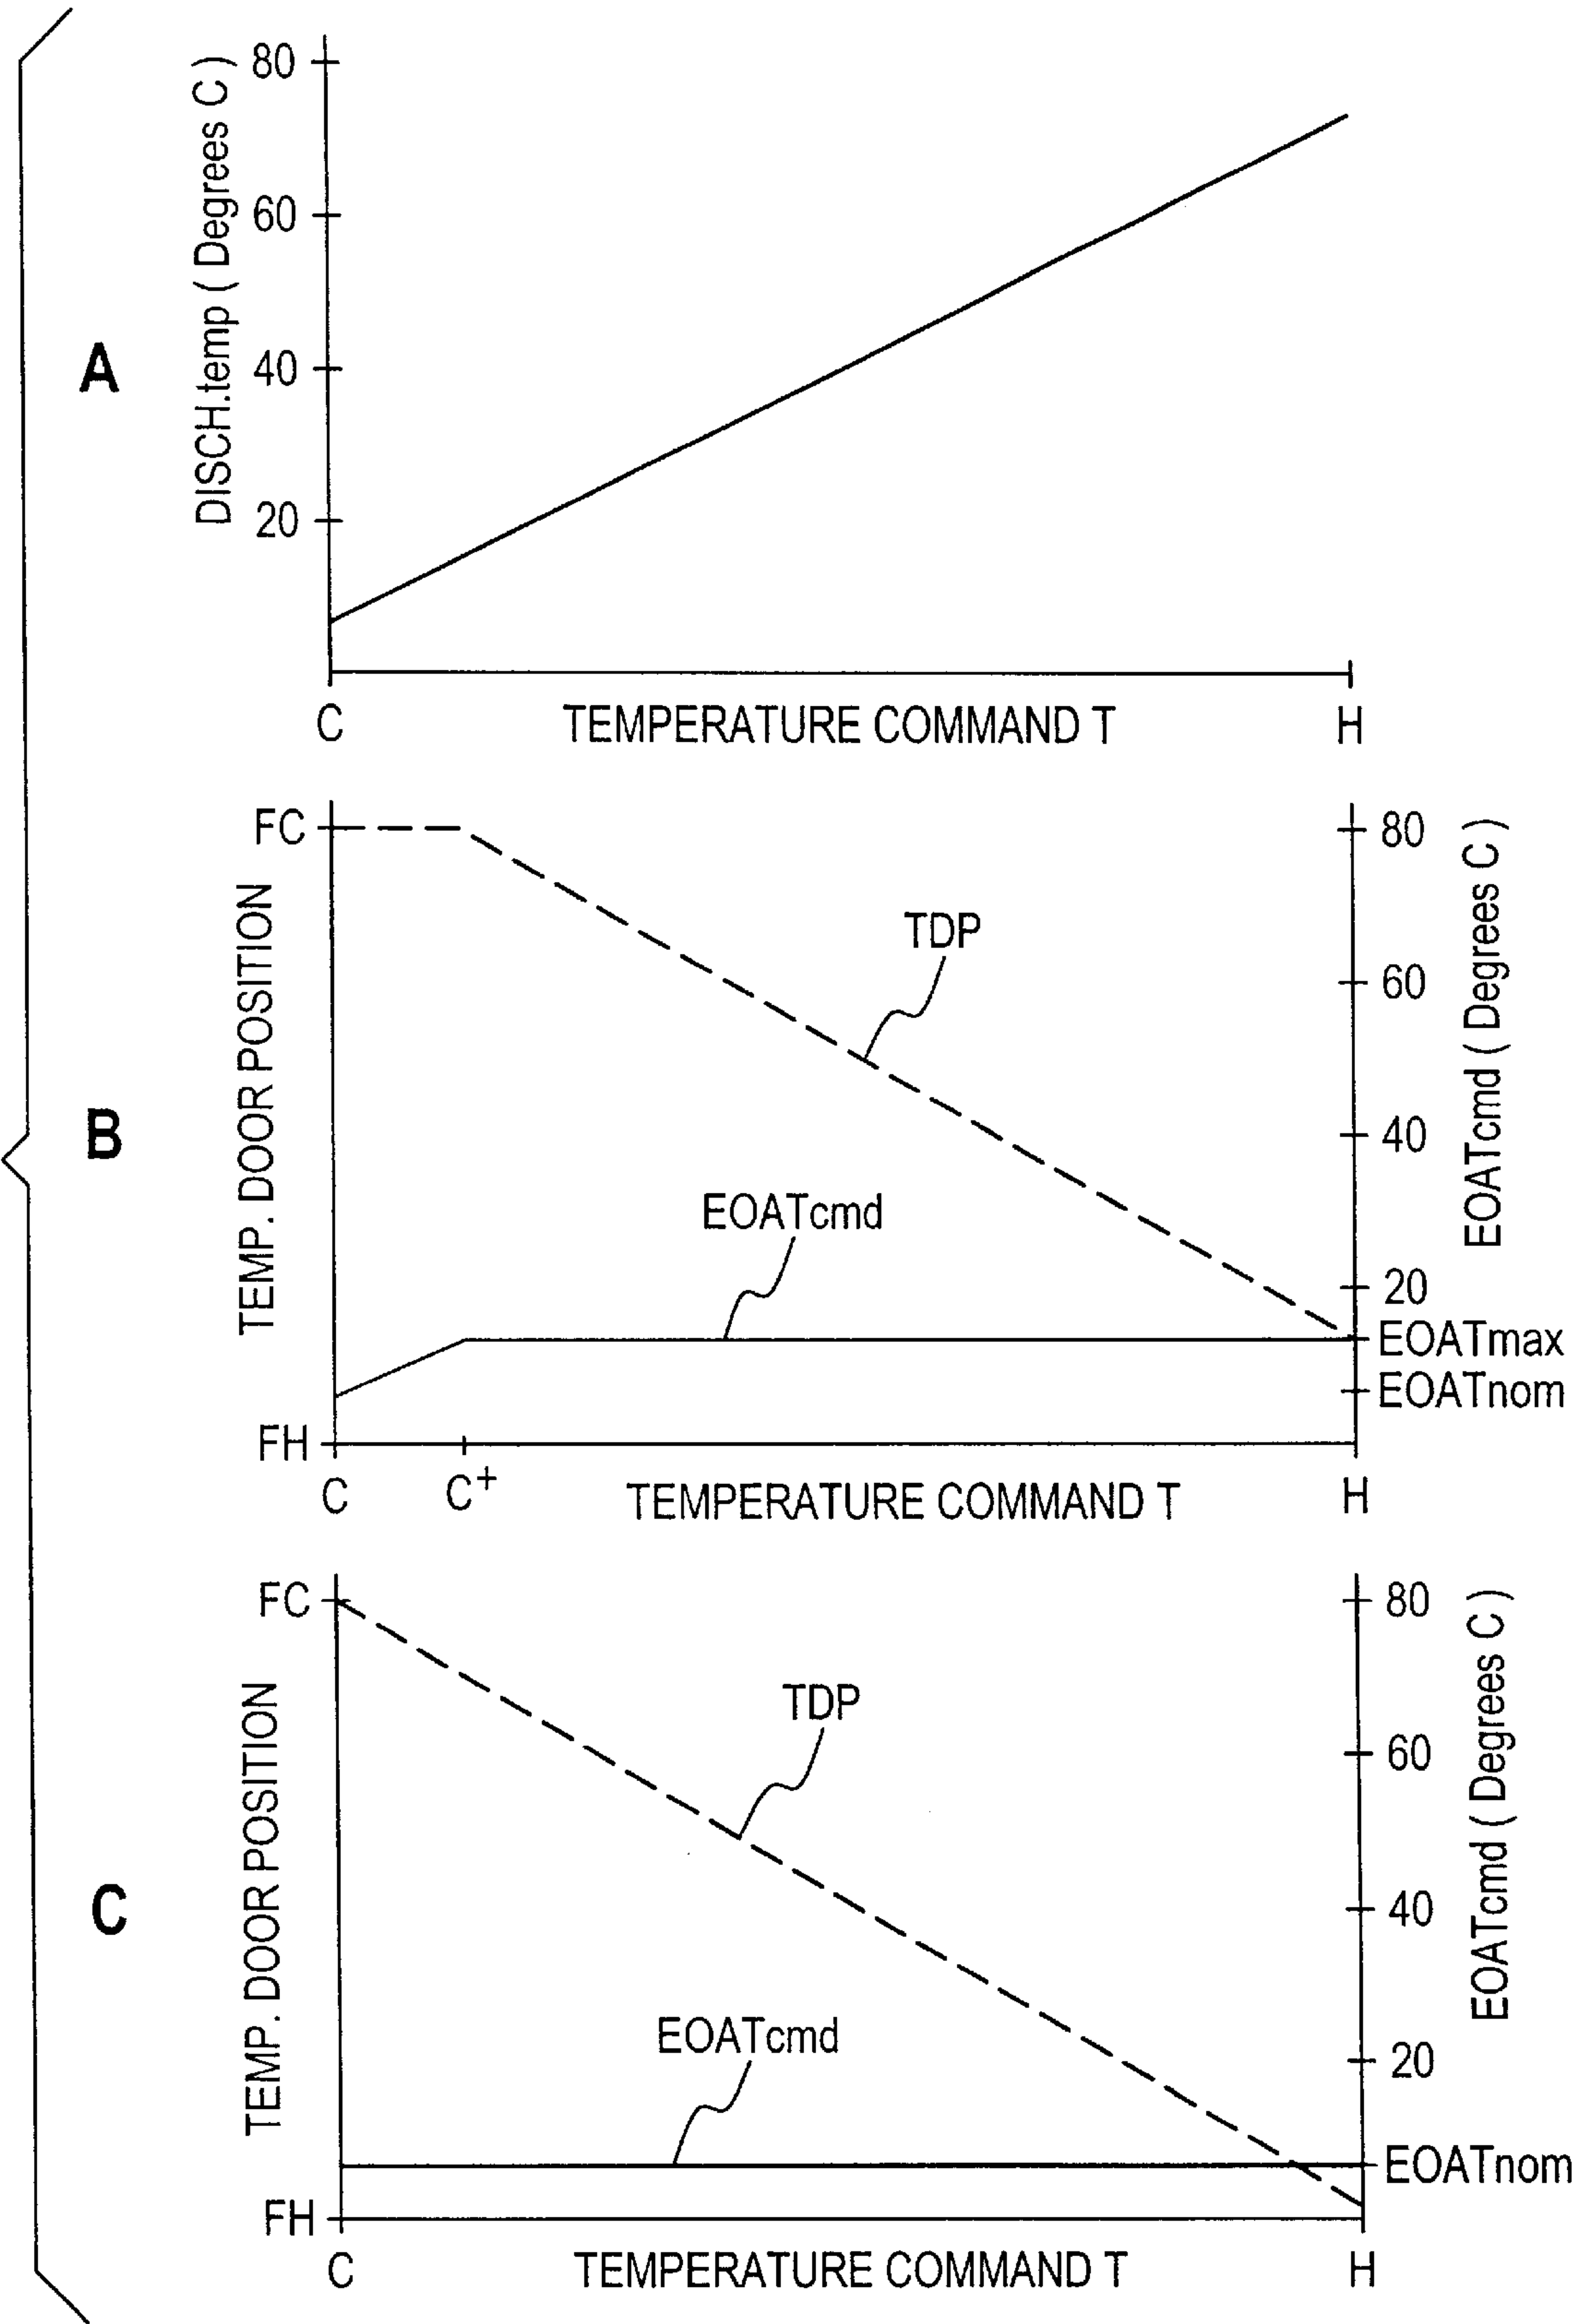 A
DISCH.temp ( Degrees C )
80
60
40
20
C
TEMPERATURE COMMAND T
H
B
TEMP. DOOR POSITION
FC
FH
TDP
EOATcmd
80
60
40
20
EOATmax
EOATnom
EOATcmd ( Degrees C )
C
C+
TEMPERATURE COMMAND T
H
C
TEMP. DOOR POSITION
FC
FH
TDP
EOATcmd
80
60
40
20
EOATnom
EOATcmd ( Degrees C )
C
TEMPERATURE COMMAND T
H